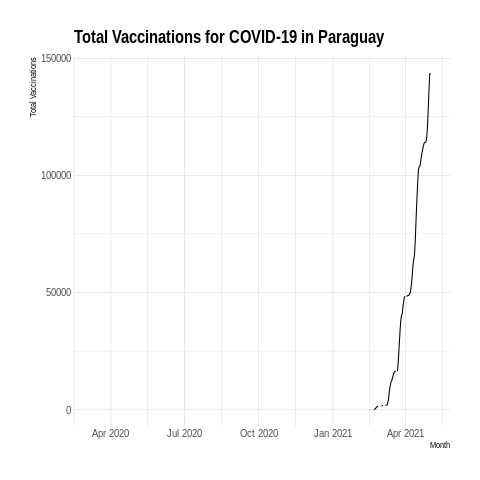 Total Vaccinations for COVID-19 in Paraguay
Total Vaccinations
150000
100000
50000
0
Apr 2020
Jul 2020
Oct 2020
Jan 2021
Apr 2021
Month